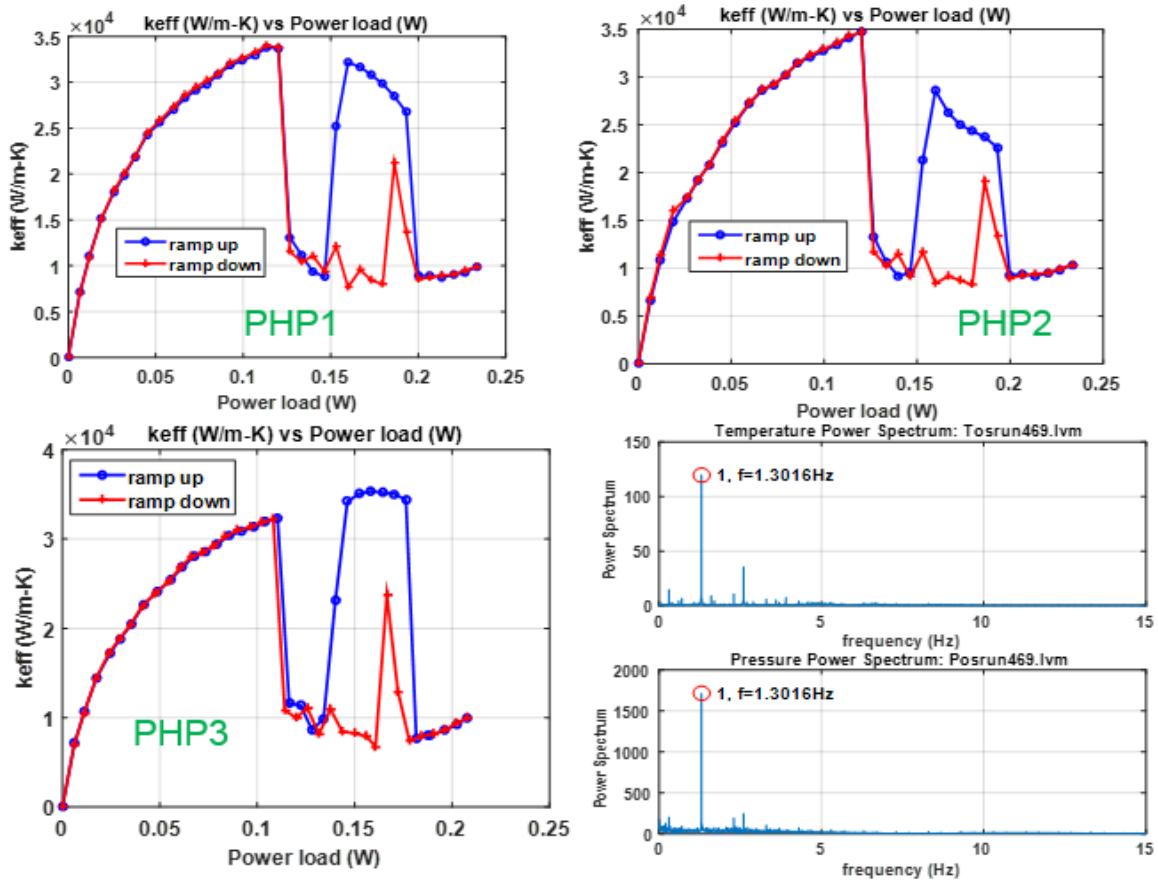 keff (W/m-K) vs Power load (W)
×10⁴
3.5
3
2.5
2
1.5
1
0.5
0
keff (W/m-K)
ramp up
ramp down
PHP1
0 0.05 0.1 0.15 0.2 0.25
Power load (W)
keff (W/m-K) vs Power load (W)
×10⁴
3.5
3
2.5
2
1.5
1
0.5
0
keff (W/m-K)
ramp up
ramp down
PHP2
0 0.05 0.1 0.15 0.2 0.25
Power load (W)
keff (W/m-K) vs Power load (W)
×10⁴
4
3
2
1
0
keff (W/m-K)
ramp up
ramp down
PHP3
0 0.05 0.1 0.15 0.2 0.25
Power load (W)
Temperature Power Spectrum: Tosrun469.lvm
150
100
50
0
Power Spectrum
1, f=1.3016Hz
0 5 10 15
frequency (Hz)
Pressure Power Spectrum: Posrun469.lvm
2000
1500
1000
500
0
Power Spectrum
1, f=1.3016Hz
0 5 10 15
frequency (Hz)